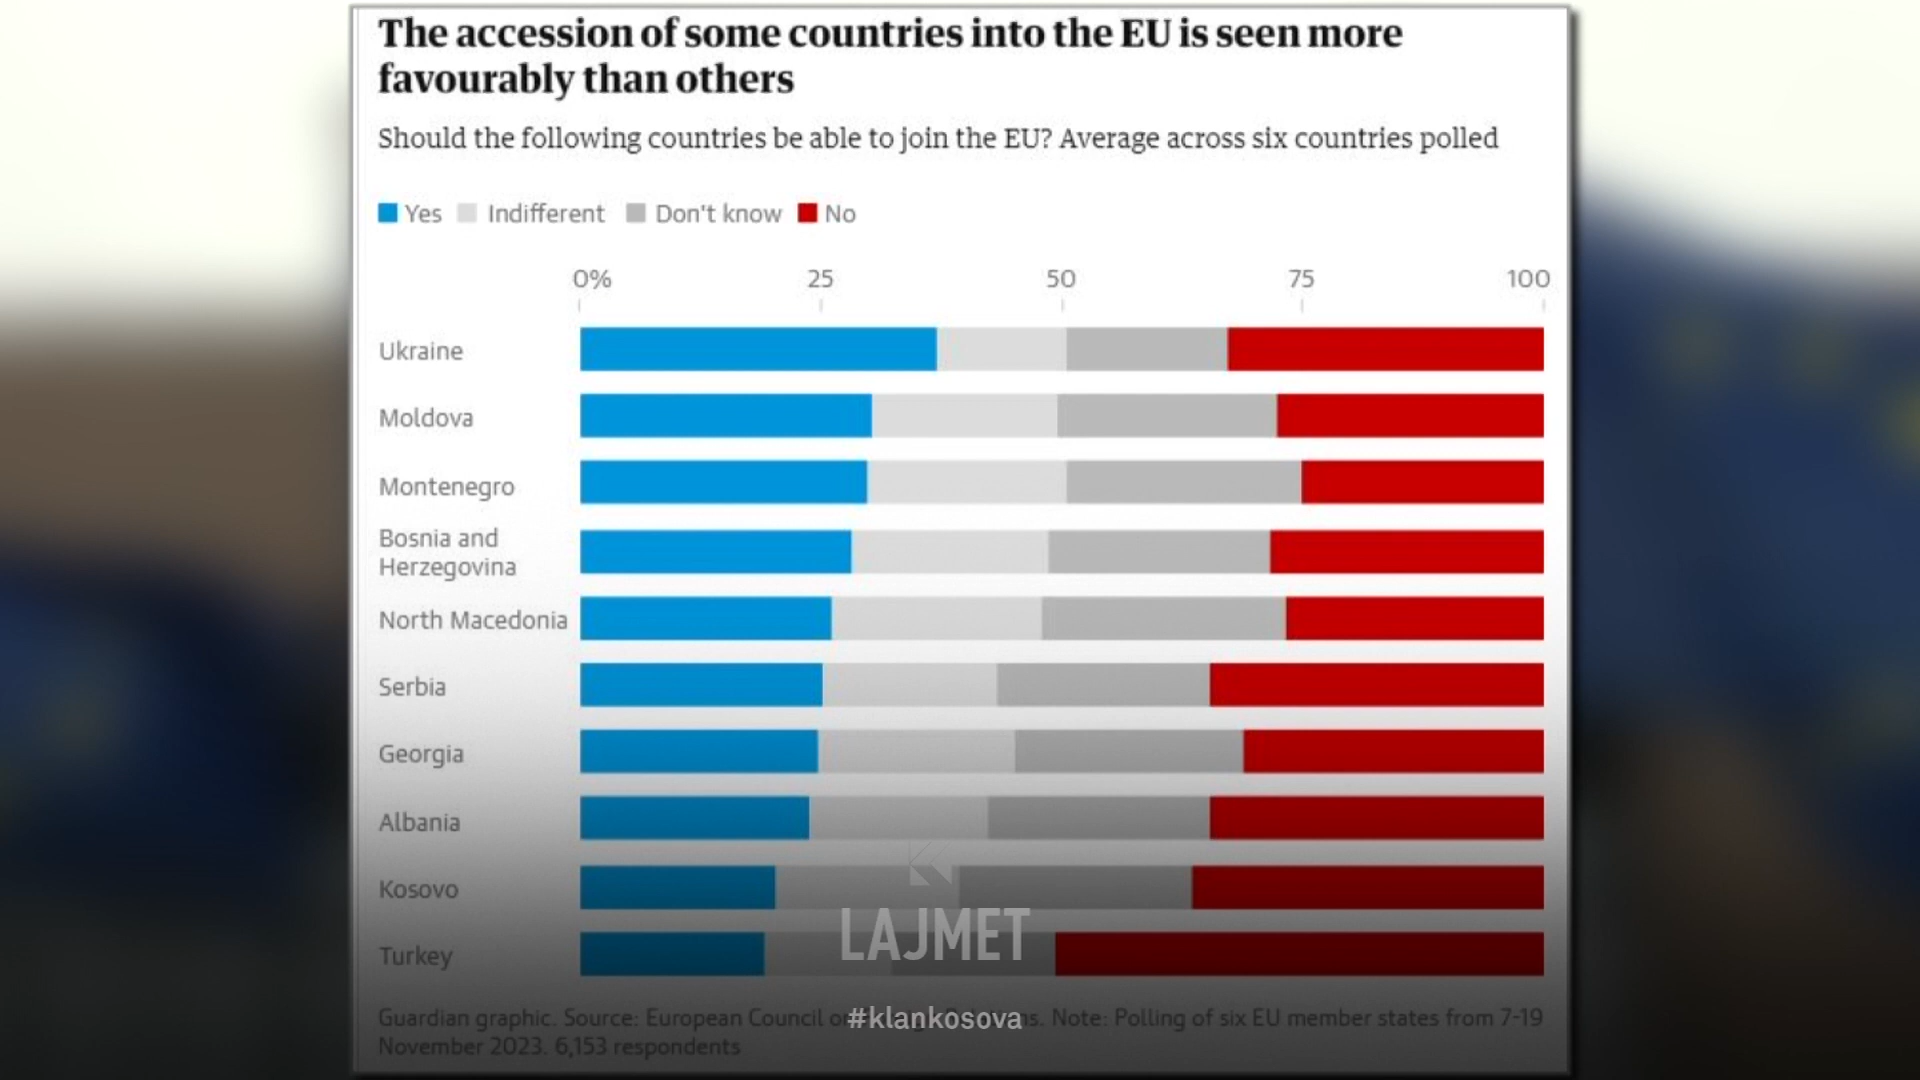 The accession of some countries into the EU is seen more
favourably than others
Should the following countries be able to join the EU? Average across six countries polled
Yes Indifferent Don't know No
0% 25 50 75 100
Ukraine
Moldova
Montenegro
Bosnia and
Herzegovina
North Macedonia
Serbia
Georgia
Albania
Kosovo
Turkey
LAJMET
Guardian graphic. Source: European Council on Note: Polling of six EU member states from 7-19
#klankosova
November 2023. 6,153 respondents